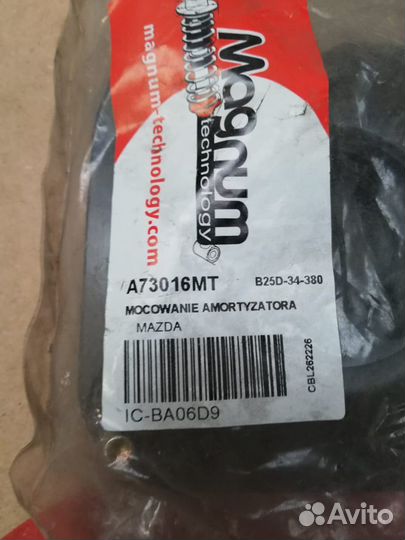 Magnum
technology
magnum-technology.com
A73016MT
B25D-34-380
MOCOWANIE AMORTYZATORA
MAZDA
CBL262226
IC-BA06D9
Avito